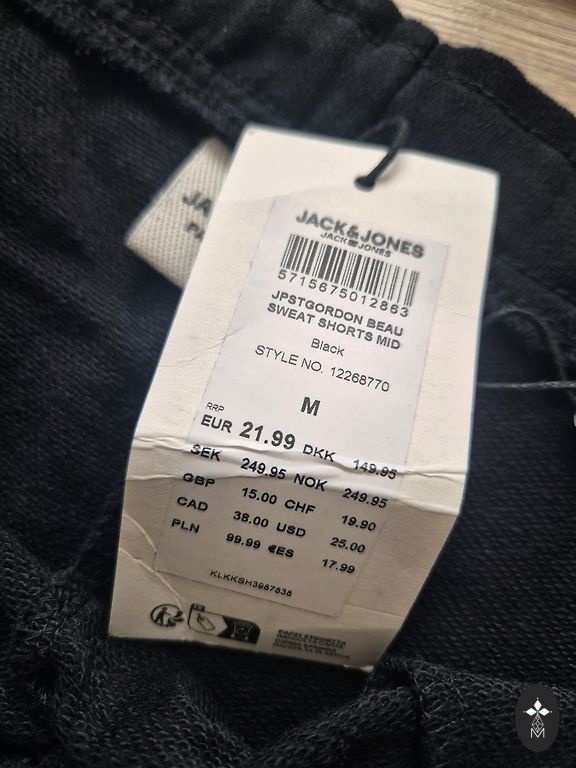 JACK&JONES
JACK&JONES
5715675012863
JPSTGORDON BEAU
SWEAT SHORTS MID
Black
STYLE NO. 12268770
M
RRP
EUR 21.99 DKK 149.95
SEK 249.95 NOK 249.95
GBP 15.00 CHF 19.90
CAD 38.00 USD 25.00
PLN 99.99 €ES 17.99
KLKKSH3987838
FR
JA
M